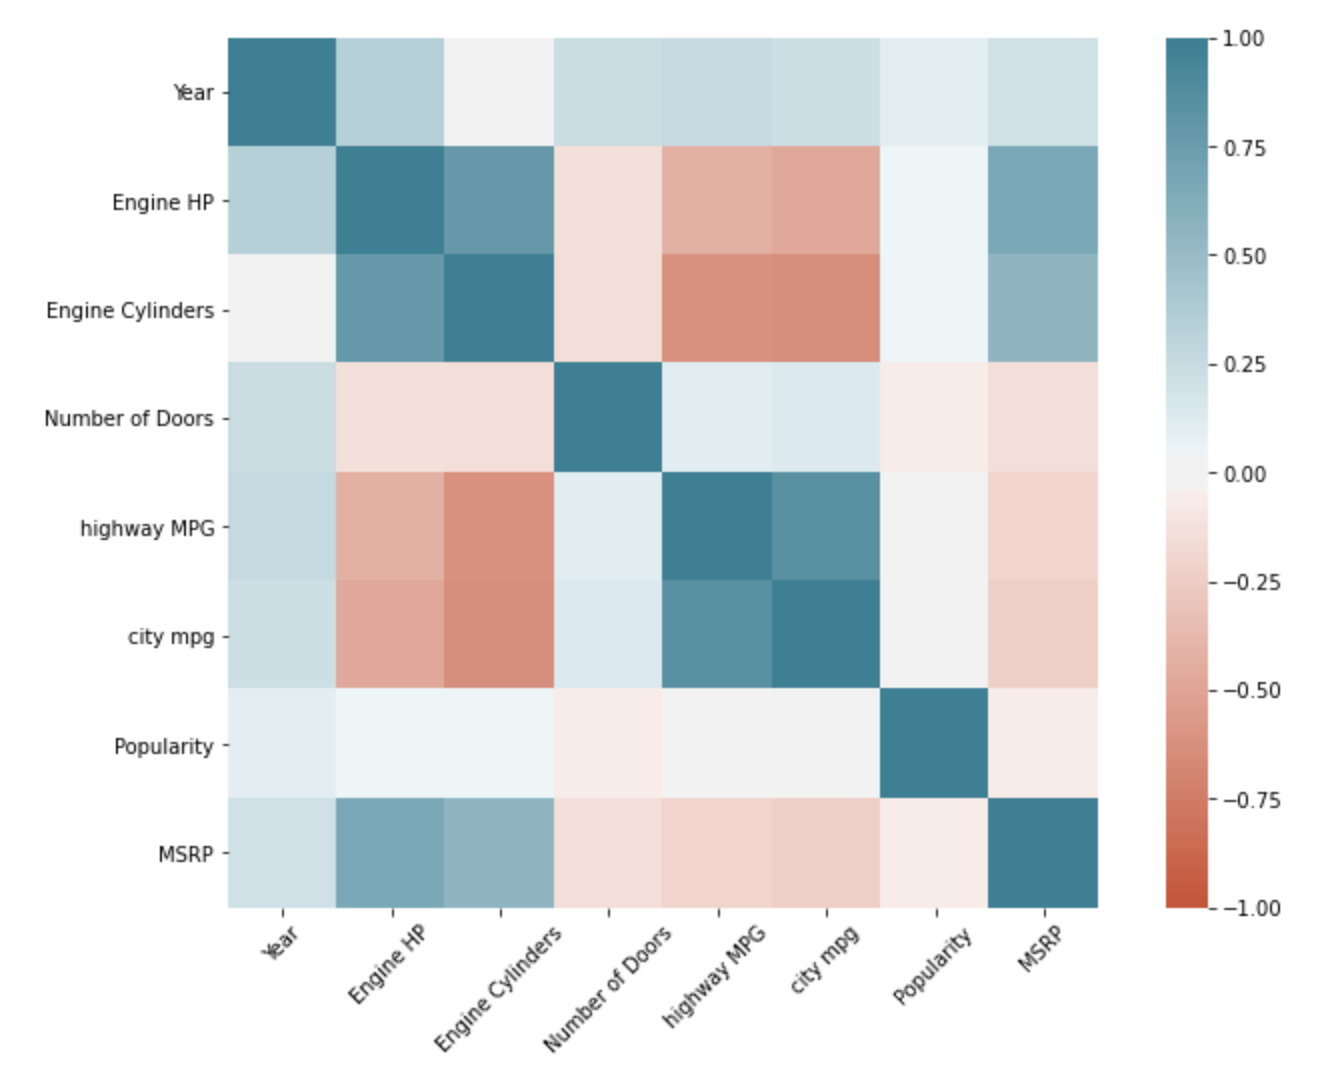 Year
Engine HP
Engine Cylinders
Number of Doors
highway MPG
city mpg
Popularity
MSRP
Year
Engine HP
Engine Cylinders
Number of Doors
highway MPG
city mpg
Popularity
MSRP
1.00
0.75
0.50
0.25
0.00
−0.25
−0.50
−0.75
−1.00